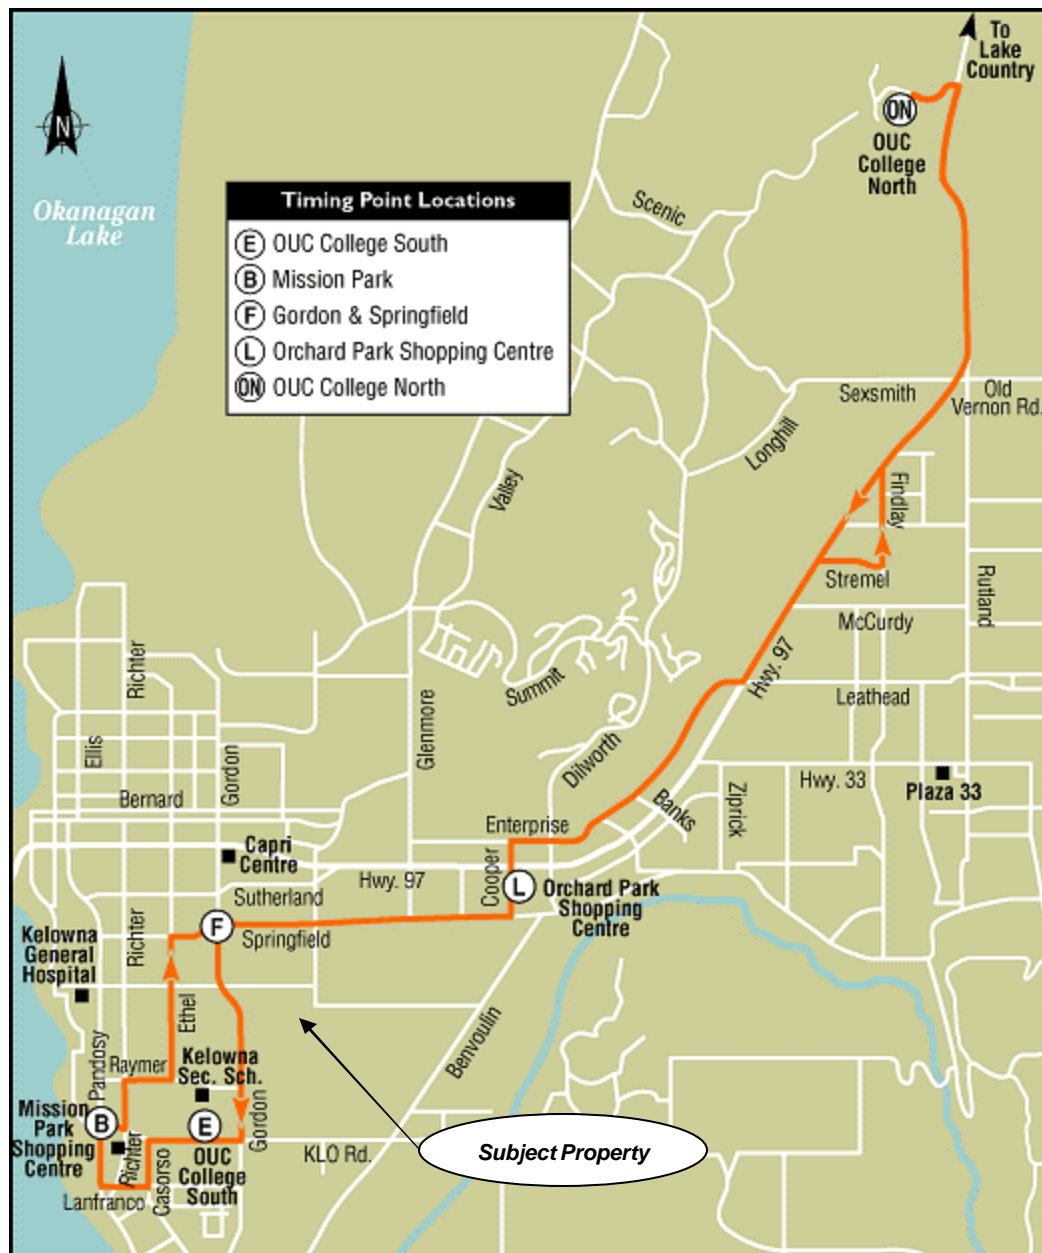 To
Lake
Country
N
ON
OUC
College
North
Okanagan
Lake
Timing Point Locations
E OUC College South
B Mission Park
F Gordon & Springfield
L Orchard Park Shopping Centre
ON OUC College North
Scenic
Sexsmith
Old
Vernon Rd.
Longhill
Valley
Findlay
Stremel
Rutland
McCurdy
Richter
Hwy. 97
Summit
Leathead
Ellis
Gordon
Glenmore
Dilworth
Hwy. 33
Plaza 33
Bernard
Banks
Ziprick
Enterprise
Capri
Centre
Cooper
Hwy. 97
L
Orchard Park
Shopping
Centre
Sutherland
Kelowna
General
Hospital
Richter
F
Springfield
Ethel
Pandosy
Benvoulin
Raymer
Kelowna
Sec. Sch.
Mission
Park
Shopping
Centre
B
E
Gordon
Richter
OUC
College
South
KLO Rd.
Subject Property
Casorso
Lanfranco